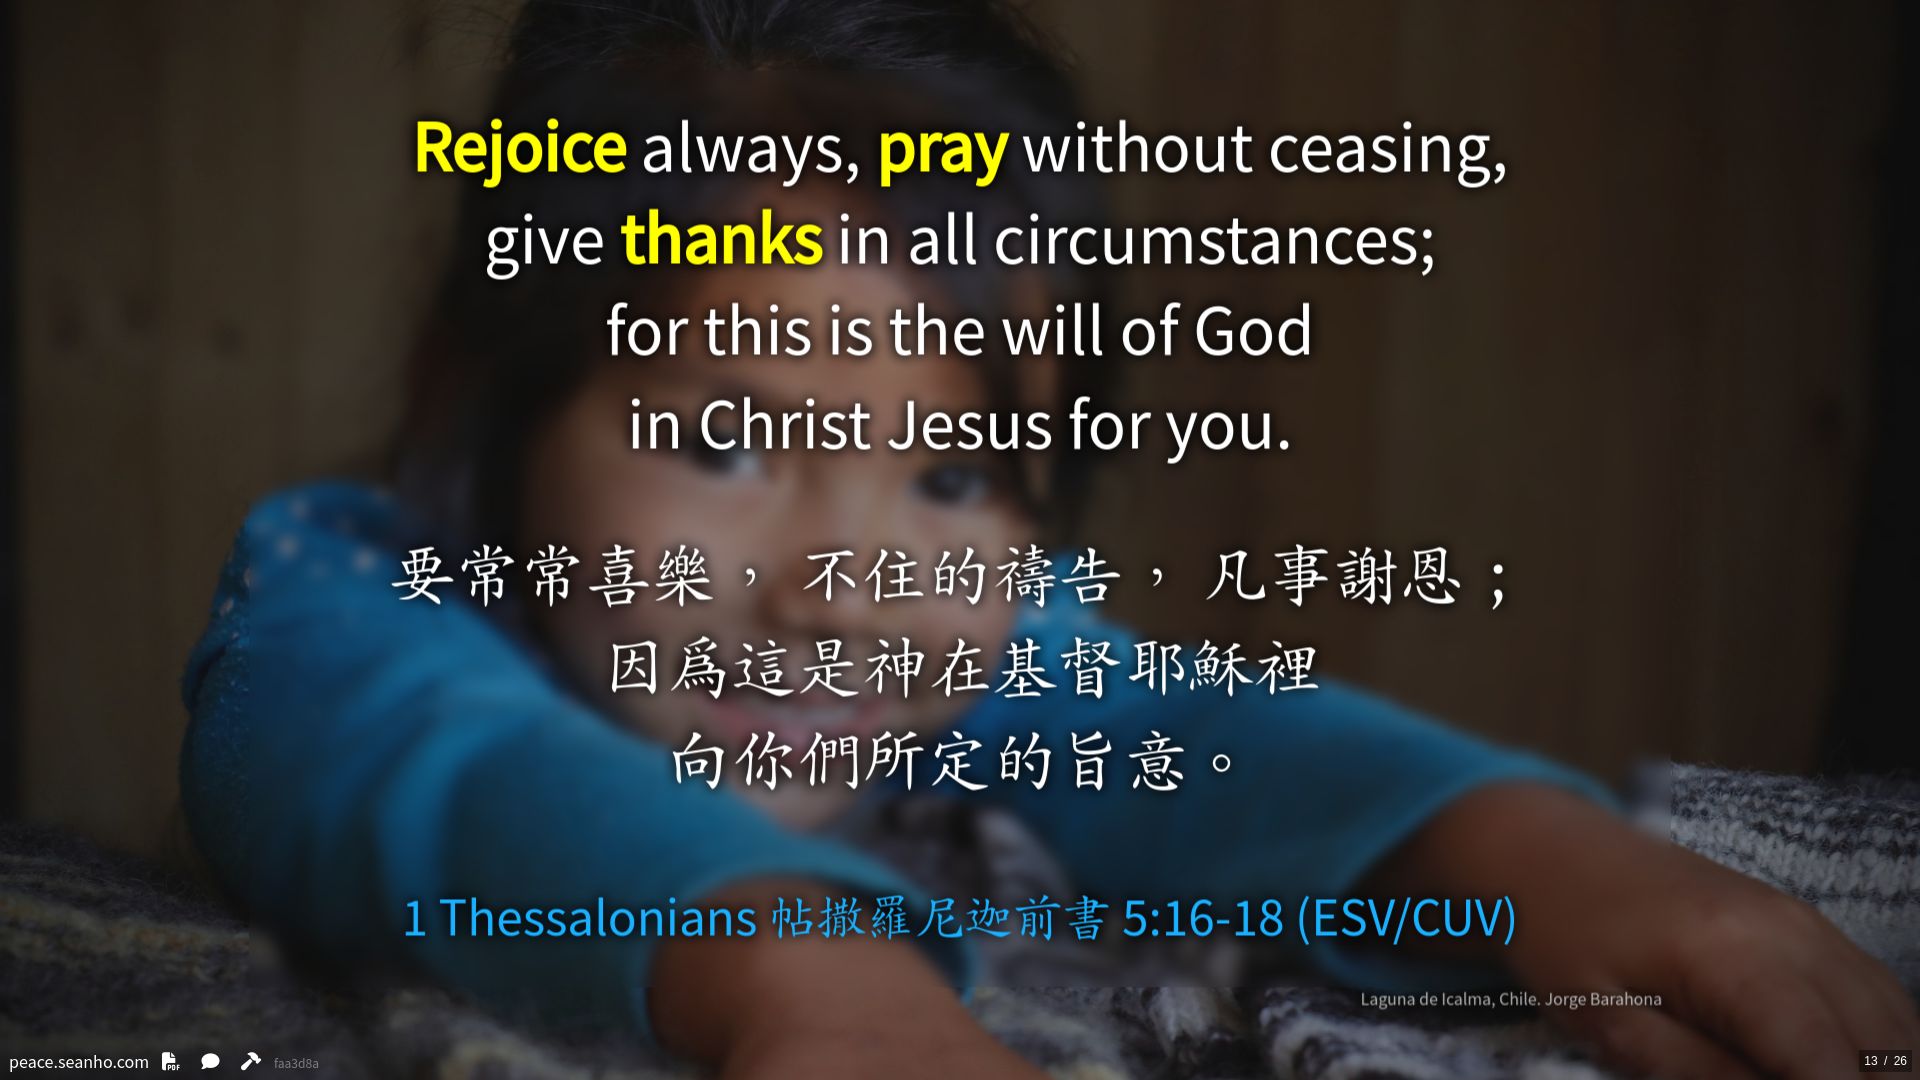 Rejoice always, pray without ceasing,
give thanks in all circumstances;
for this is the will of God
in Christ Jesus for you.
要常常喜樂， 不住的禱告， 凡事謝恩；
因爲這是神在基督耶穌裡
向你們所定的旨意。
1 Thessalonians 帖撒羅尼迦前書 5:16-18 (ESV/CUV)
Laguna de Icalma, Chile. Jorge Barahona
peace.seanho.com PDF faa3d8a
13 / 26